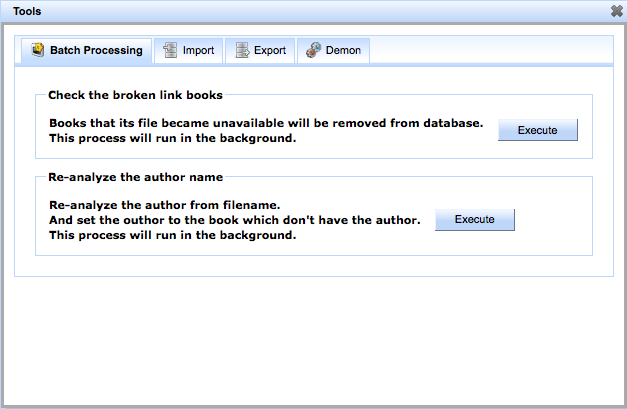 Tools
Batch Processing
Import
Export
Demon
Check the broken link books
Books that its file became unavailable will be removed from database.
This process will run in the background.
Execute
Re-analyze the author name
Re-analyze the author from filename.
And set the outhor to the book which don't have the author.
This process will run in the background.
Execute